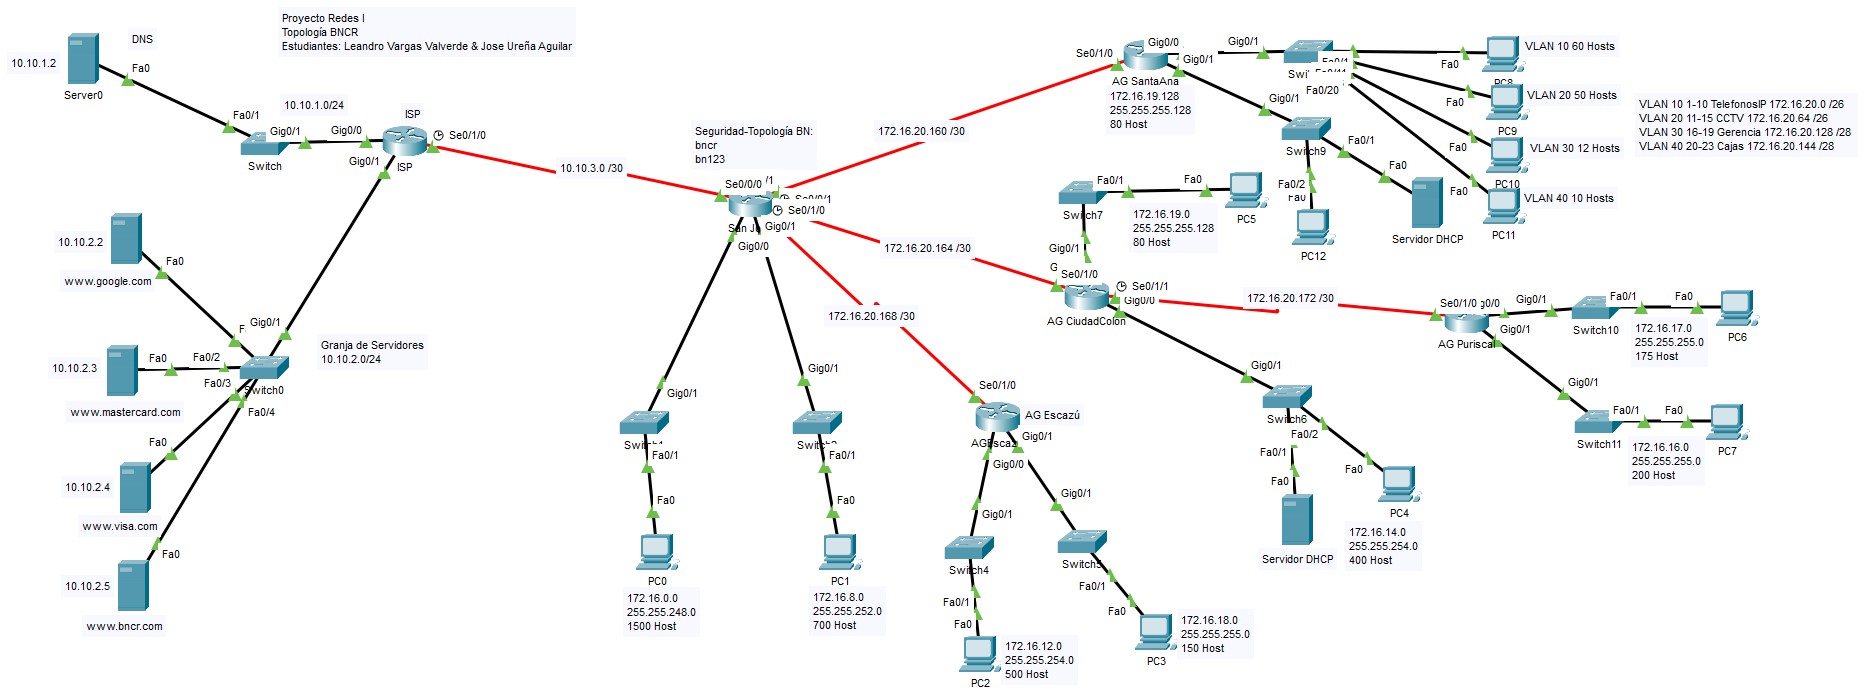 Proyecto Redes I
Topología BNCR
Estudiantes: Leandro Vargas Valverde & Jose Ureña Aguilar
DNS
10.10.1.2
Fa0
Server0
10.10.1.0/24
Fa0/1
Gig0/1
Gig0/0
Switch
ISP
Se0/1/0
Gig0/1
ISP
10.10.3.0 /30
10.10.2.2
Fa0
www.google.com
Gig0/1
10.10.2.3
Fa0
Fa0/2
Fa0/3
Switch0
Fa0/4
www.mastercard.com
Granja de Servidores
10.10.2.0/24
Fa0
10.10.2.4
www.visa.com
Fa0
10.10.2.5
www.bncr.com
Seguridad-Topología BN:
bncr
bn123
Se0/0/0
Se0/1/0
Gig0/1
Gig0/0
172.16.20.160 /30
172.16.20.164 /30
172.16.20.168 /30
172.16.20.172 /30
Gig0/1
Fa0/1
Fa0
PC0
172.16.0.0
255.255.248.0
1500 Host
Gig0/1
Fa0/1
Fa0
PC1
172.16.8.0
255.255.252.0
700 Host
Se0/1/0
AG Escazú
Gig0/1
Gig0/0
Gig0/1
Switch4
Fa0/1
Fa0
PC2
172.16.12.0
255.255.254.0
500 Host
Gig0/1
Switch5
Fa0/1
Fa0
PC3
172.16.18.0
255.255.255.0
150 Host
Se0/1/0
Gig0/0
Gig0/1
AG SantaAna
172.16.19.128
255.255.255.128
80 Host
Gig0/1
Fa0/20
Fa0
PC8
VLAN 10 60 Hosts
Fa0
PC9
VLAN 20 50 Hosts
Fa0
PC10
VLAN 30 12 Hosts
Fa0
PC11
VLAN 40 10 Hosts
VLAN 10 1-10 TelefonosIP 172.16.20.0 /26
VLAN 20 11-15 CCTV 172.16.20.64 /26
VLAN 30 16-19 Gerencia 172.16.20.128 /28
VLAN 40 20-23 Cajas 172.16.20.144 /28
Gig0/1
Switch9
Fa0/1
Fa0
Servidor DHCP
Fa0/2
Fa0
PC12
Fa0/1
Fa0
Switch7
PC5
172.16.19.0
255.255.255.128
80 Host
Gig0/1
Se0/1/0
Se0/1/1
Gig0/0
AG CiudadColon
Gig0/1
Switch6
Fa0/2
Fa0/1
Fa0
Fa0
Servidor DHCP
PC4
172.16.14.0
255.255.254.0
400 Host
Se0/1/0
Gig0/1
AG Puriscal
Gig0/1
Fa0/1
Fa0
Switch10
PC6
172.16.17.0
255.255.255.0
175 Host
Gig0/1
Fa0/1
Fa0
Switch11
PC7
172.16.16.0
255.255.255.0
200 Host